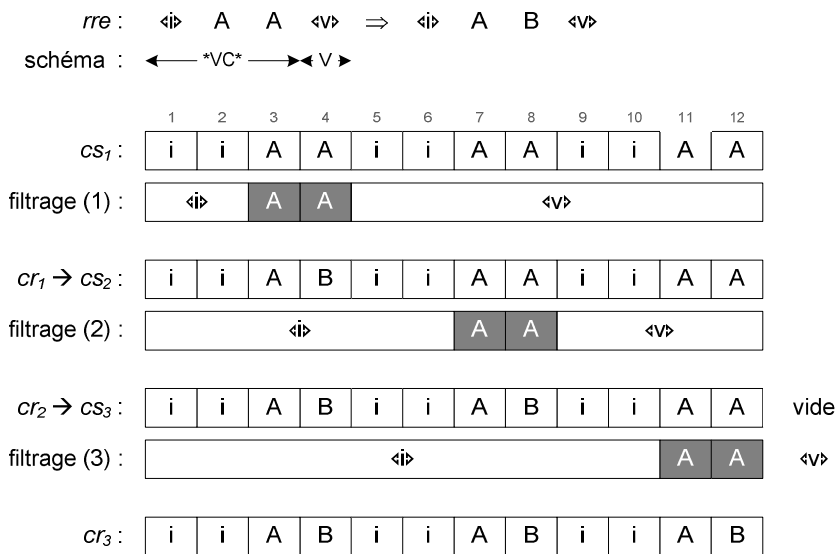 rre : <i> A A <v> ⇒ <i> A B <v>
schéma : *VC* V
1 2 3 4 5 6 7 8 9 10 11 12
cs1 : i i A A i i A A i i A A
filtrage (1) : <i> A A <v>
cr1 → cs2 : i i A B i i A A i i A A
filtrage (2) : <i> A A <v>
cr2 → cs3 : i i A B i i A B i i A A vide
filtrage (3) : <i> A A <v>
cr3 : i i A B i i A B i i A B